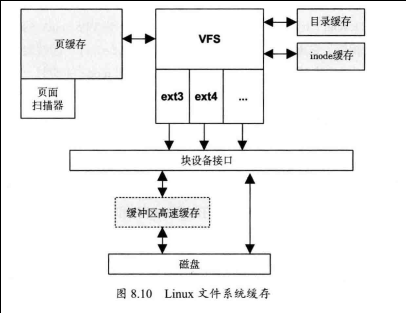 页缓存
VFS
目录缓存
inode缓存
页面
扫描器
ext3
ext4
...
块设备接口
缓冲区高速缓存
磁盘
图 8.10 Linux 文件系统缓存